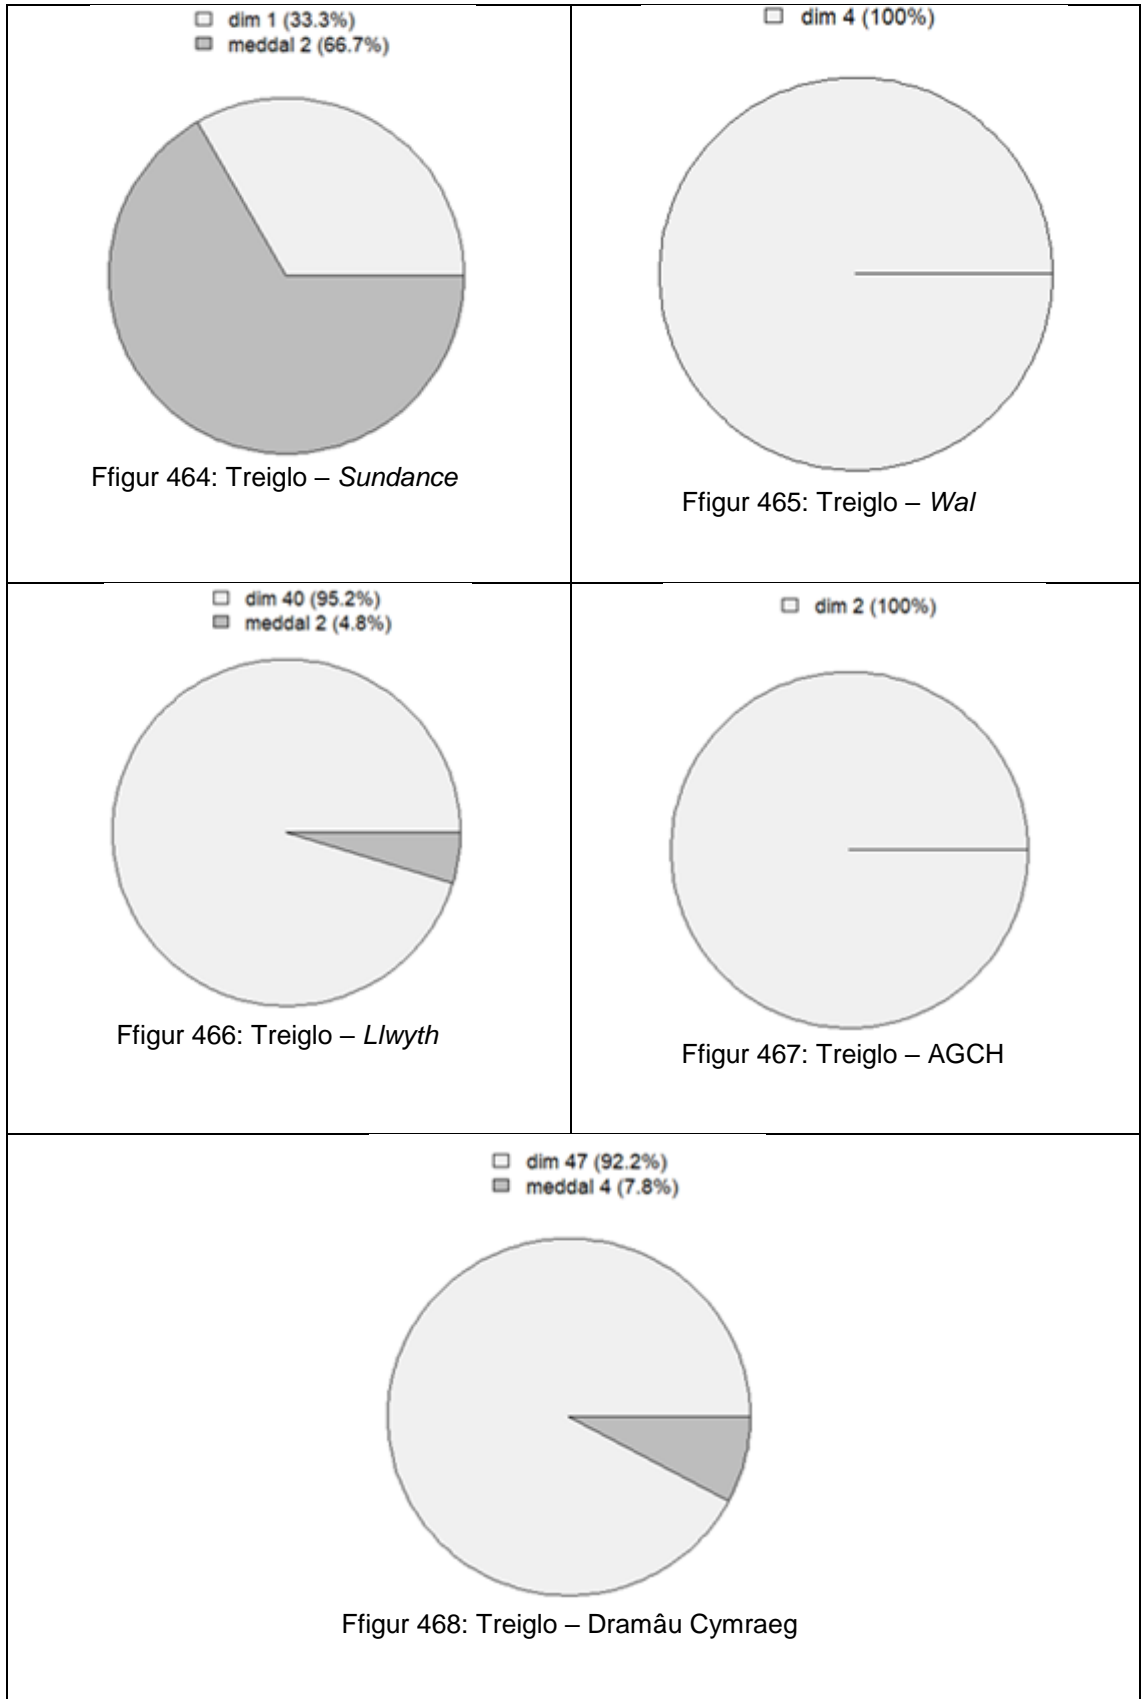 dim 1 (33.3%)
meddal 2 (66.7%)
Ffigur 464: Treiglo – Sundance
dim 4 (100%)
Ffigur 465: Treiglo – Wal
dim 40 (95.2%)
meddal 2 (4.8%)
Ffigur 466: Treiglo – Llwyth
dim 2 (100%)
Ffigur 467: Treiglo – AGCH
dim 47 (92.2%)
meddal 4 (7.8%)
Ffigur 468: Treiglo – Dramâu Cymraeg